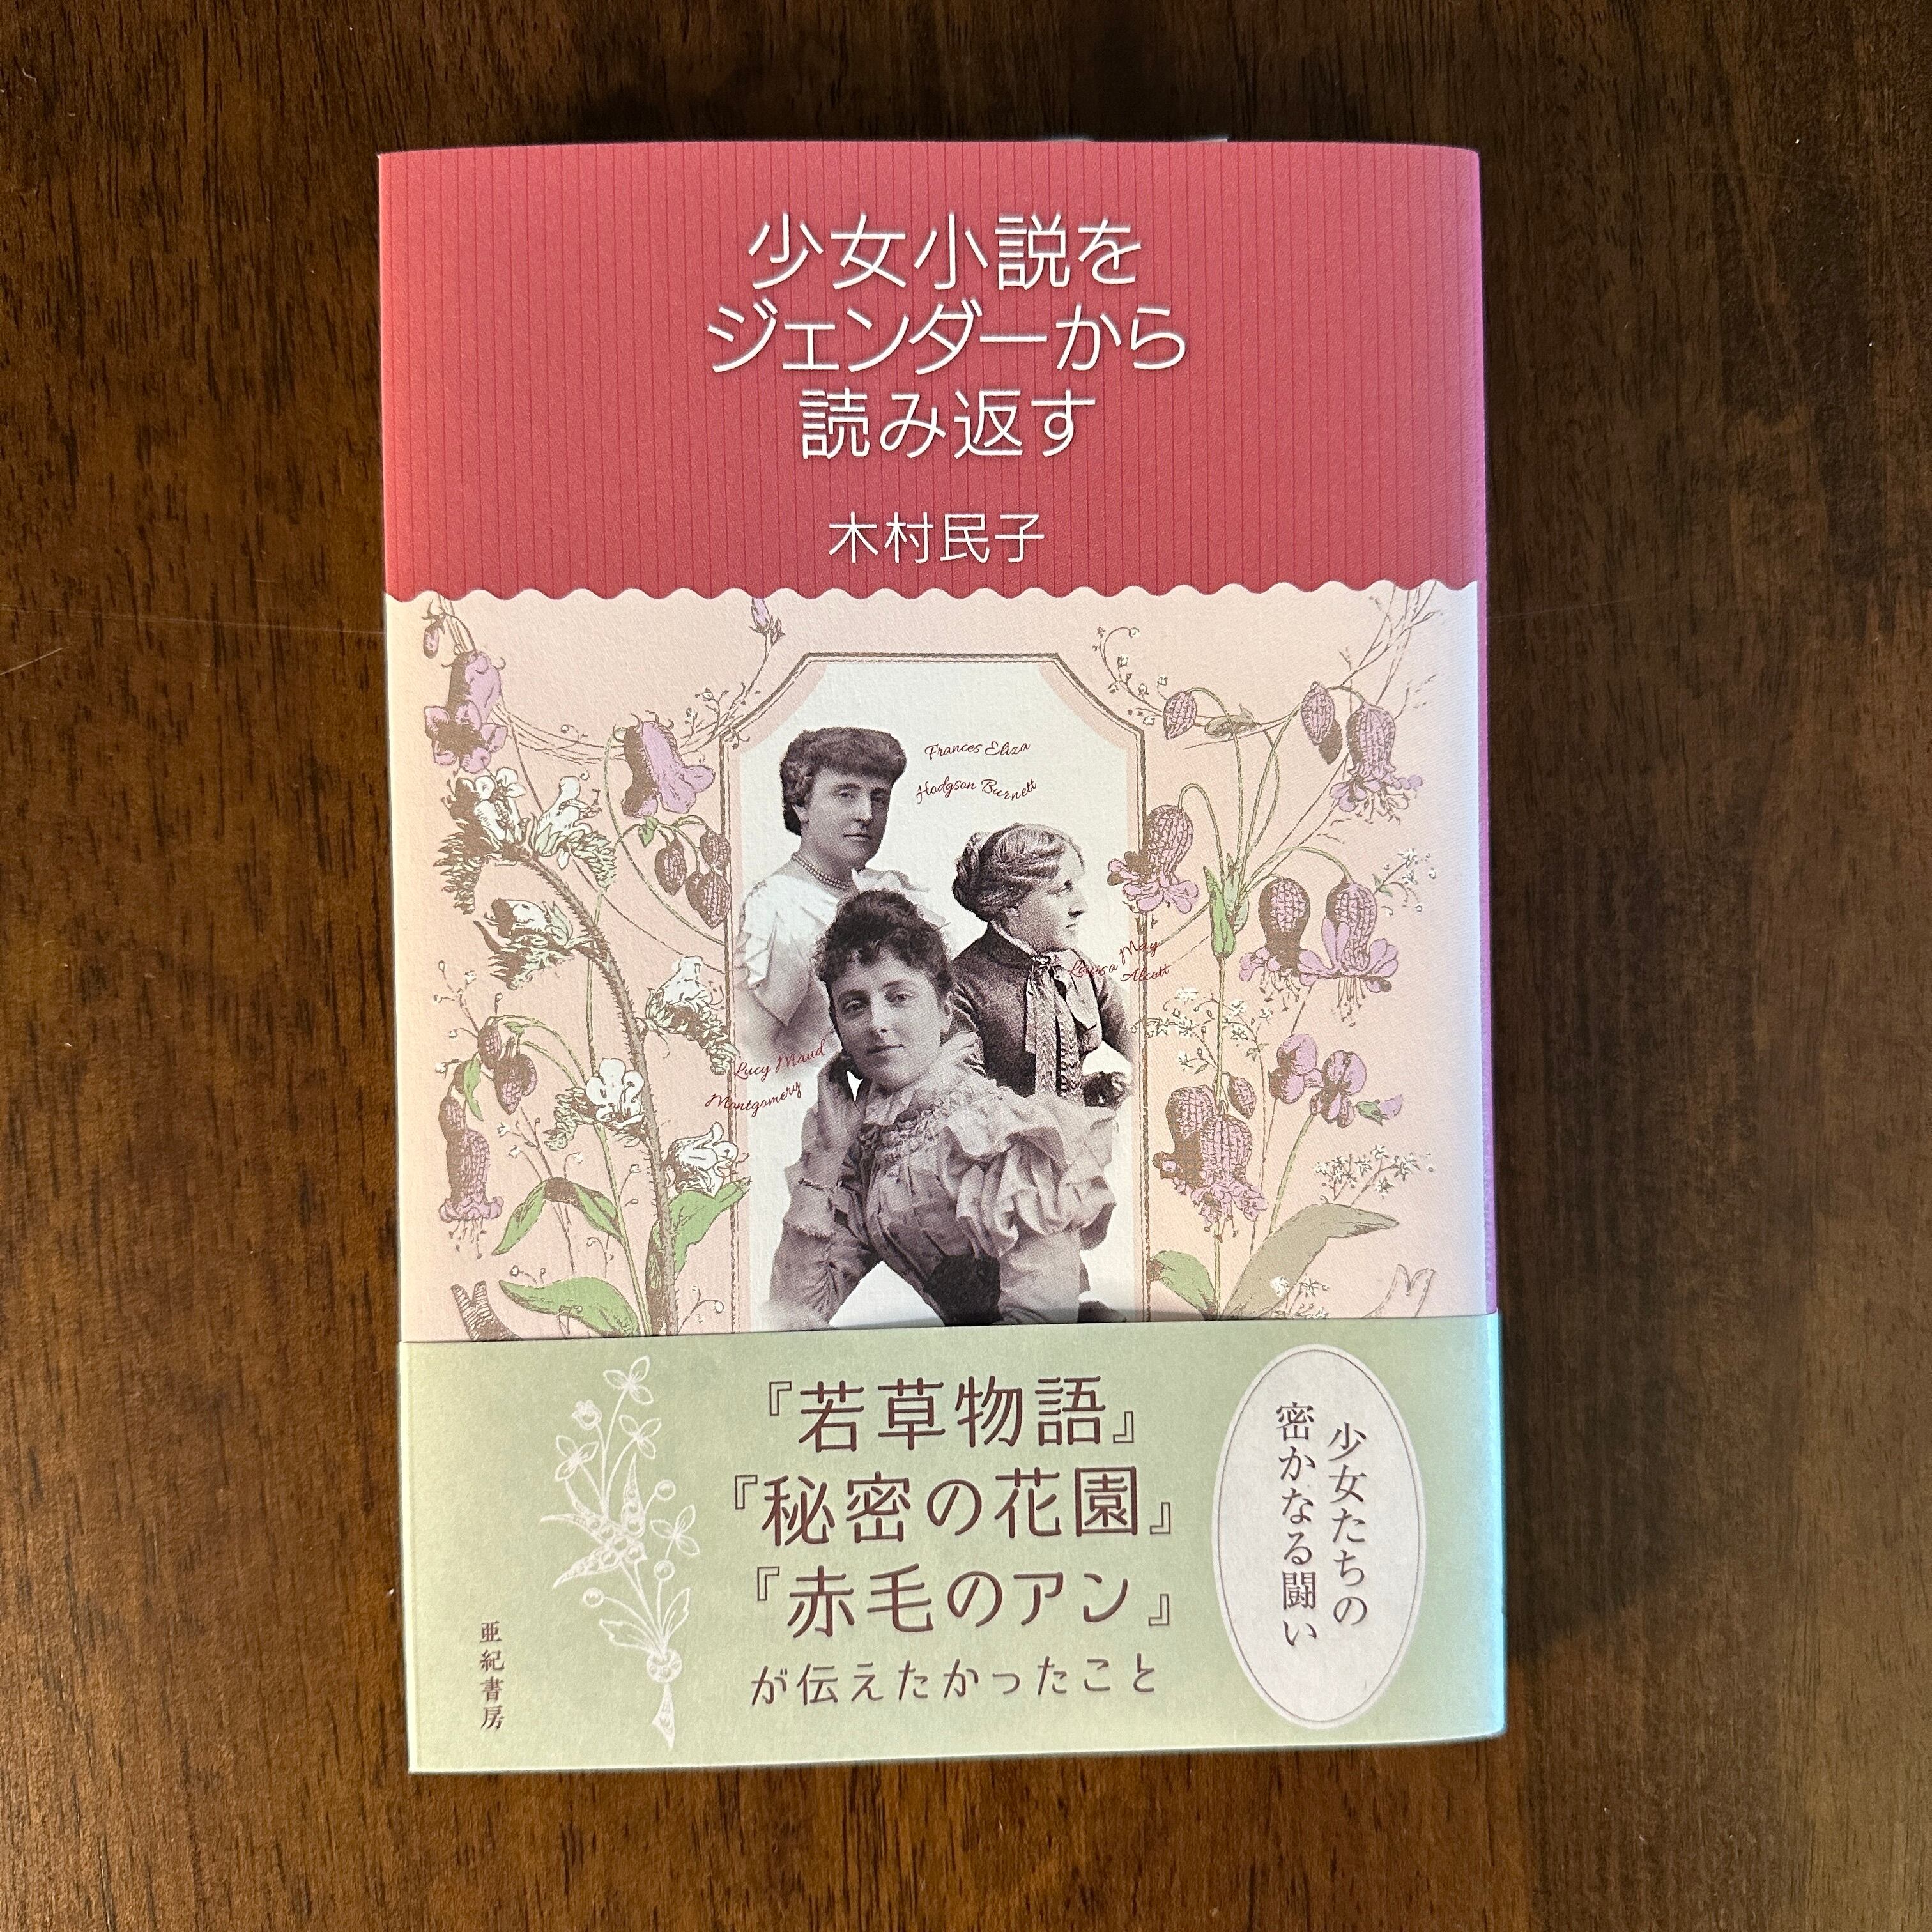 少女小説を
ジェンダーから
読み返す
木村民子
Frances Eliza
Hodgson Burnett
Louisa May
Alcott
Lucy Maud
Montgomery
『若草物語』
『秘密の花園』
『赤毛のアン』
が伝えたかったこと
少女たちの
密かなる闘い
亜紀書房